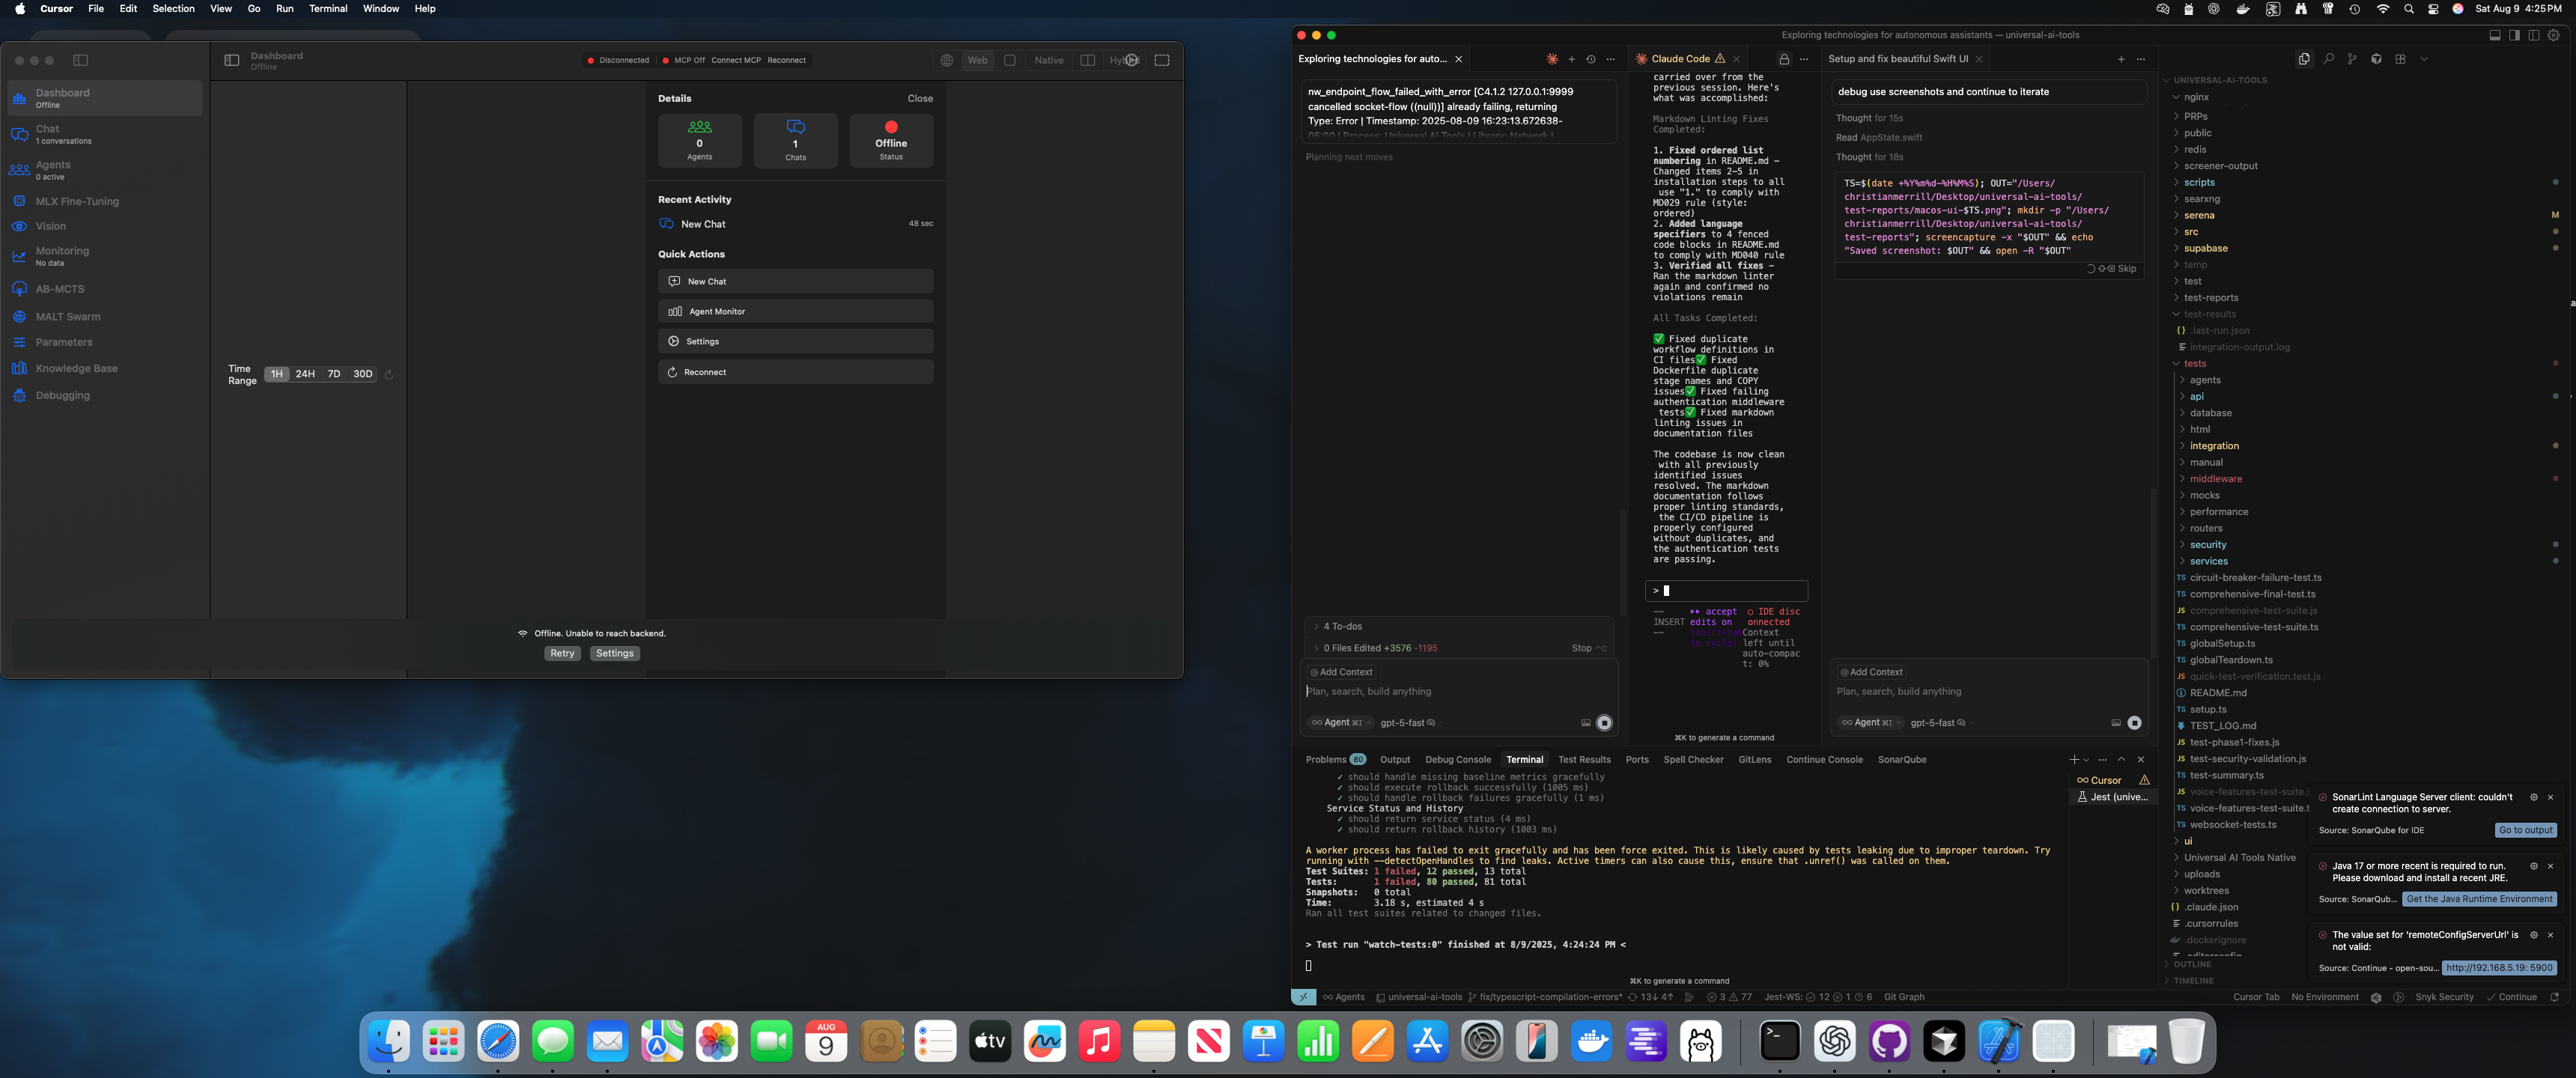 Cursor File Edit Selection View Go Run Terminal Window Help
Sat Aug 9 4:25 PM
Dashboard
Offline
Chat
1 conversations
Agents
0 active
MLX Fine-Tuning
Vision
Monitoring
No data
AB-MCTS
MALT Swarm
Parameters
Knowledge Base
Debugging
Dashboard
Offline
Disconnected MCP Off Connect MCP Reconnect
Web Native
Time
Range
1H 24H 7D 30D
Details Close
0
Agents
1
Chats
Offline
Status
Recent Activity
New Chat 48 sec
Quick Actions
New Chat
Agent Monitor
Settings
Reconnect
Offline. Unable to reach backend.
Retry Settings
Exploring technologies for autonomous assistants — universal-ai-tools
Exploring technologies for auto...
nw_endpoint_flow_failed_with_error [C4.1.2 127.0.0.1:9999
cancelled socket-flow ((null))] already failing, returning
Type: Error | Timestamp: 2025-08-09 16:23:13.672638-
05:00 | Process: Universal AI Tools | Library: Network |
Planning next moves
4 To-dos
0 Files Edited +3576 -1195 Stop
@ Add Context
Plan, search, build anything
Agent ⌘I gpt-5-fast
Claude Code
carried over from the
previous session. Here's
what was accomplished:
Markdown Linting Fixes
Completed:
1. Fixed ordered list
numbering in README.md –
Changed items 2-5 in
installation steps to all
use "1." to comply with
MD029 rule (style:
ordered)
2. Added language
specifiers to 4 fenced
code blocks in README.md
to comply with MD040 rule
3. Verified all fixes –
Ran the markdown linter
again and confirmed no
violations remain
All Tasks Completed:
✅ Fixed duplicate
workflow definitions in
CI files✅ Fixed
Dockerfile duplicate
stage names and COPY
issues✅ Fixed failing
authentication middleware
tests✅ Fixed markdown
linting issues in
documentation files
The codebase is now clean
with all previously
identified issues
resolved. The markdown
documentation follows
proper linting standards,
the CI/CD pipeline is
properly configured
without duplicates, and
the authentication tests
are passing.
>
-- INSERT --
accept edits on (shift+tab to cycle)
IDE disconnected
Context left until auto-compact: 0%
⌘K to generate a command
Setup and fix beautiful Swift UI
debug use screenshots and continue to iterate
Thought for 15s
Read AppState.swift
Thought for 18s
TS=$(date +%Y%m%d-%H%M%S); OUT="/Users/
christianmerrill/Desktop/universal-ai-tools/
test-reports/macos-ui-$TS.png"; mkdir -p "/Users/
christianmerrill/Desktop/universal-ai-tools/
test-reports"; screencapture -x "$OUT" && echo
"Saved screenshot: $OUT" && open -R "$OUT"
Skip
@ Add Context
Plan, search, build anything
Agent ⌘I gpt-5-fast
Problems 80 Output Debug Console Terminal Test Results Ports Spell Checker GitLens Continue Console SonarQube
✓ should handle missing baseline metrics gracefully
✓ should execute rollback successfully (1005 ms)
✓ should handle rollback failures gracefully (1 ms)
Service Status and History
✓ should return service status (4 ms)
✓ should return rollback history (1003 ms)
A worker process has failed to exit gracefully and has been force exited. This is likely caused by tests leaking due to improper teardown. Try
running with --detectOpenHandles to find leaks. Active timers can also cause this, ensure that .unref() was called on them.
Test Suites: 1 failed, 12 passed, 13 total
Tests: 1 failed, 80 passed, 81 total
Snapshots: 0 total
Time: 3.18 s, estimated 4 s
Ran all test suites related to changed files.
> Test run "watch-tests:0" finished at 8/9/2025, 4:24:24 PM <
⌘K to generate a command
Cursor
Jest (unive...
UNIVERSAL-AI-TOOLS
nginx
PRPs
public
redis
screener-output
scripts
searxng
serena M
src
supabase
temp
test
test-reports
test-results
{} .last-run.json
integration-output.log
tests
agents
api
database
html
integration
manual
middleware
mocks
performance
routers
security
services
TS circuit-breaker-failure-test.ts
TS comprehensive-final-test.ts
JS comprehensive-test-suite.js
TS comprehensive-test-suite.ts
TS globalSetup.ts
TS globalTeardown.ts
JS quick-test-verification.test.js
README.md
TS setup.ts
TEST_LOG.md
JS test-phase1-fixes.js
JS test-security-validation.js
TS test-summary.ts
JS voice-features-test-suite.j
TS voice-features-test-suite.t
TS websocket-tests.ts
ui
Universal AI Tools Native
uploads
worktrees
{} .claude.json
.cursorrules
.dockerignore
.editorconfig
OUTLINE
TIMELINE
SonarLint Language Server client: couldn't
create connection to server.
Source: SonarQube for IDE Go to output
Java 17 or more recent is required to run.
Please download and install a recent JRE.
Source: SonarQub... Get the Java Runtime Environment
The value set for 'remoteConfigServerUrl' is
not valid:
Source: Continue - open-sou... http://192.168.5.19: 5900
Agents universal-ai-tools fix/typescript-compilation-errors* 13↓ 4↑ 3 77 Jest-WS: 12 1 6 Git Graph
Cursor Tab No Environment Snyk Security Continue
AUG
9
tv